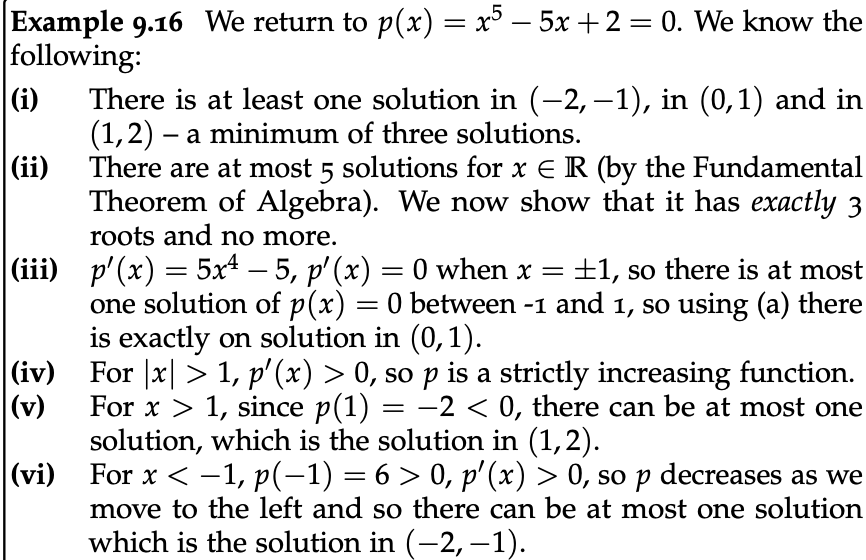 Example 9.16 We return to p(x) = x⁵ − 5x + 2 = 0. We know the
following:
(i) There is at least one solution in (−2, −1), in (0, 1) and in
(1, 2) – a minimum of three solutions.
(ii) There are at most 5 solutions for x ∈ ℝ (by the Fundamental
Theorem of Algebra). We now show that it has exactly 3
roots and no more.
(iii) p′(x) = 5x⁴ − 5, p′(x) = 0 when x = ±1, so there is at most
one solution of p(x) = 0 between -1 and 1, so using (a) there
is exactly on solution in (0, 1).
(iv) For |x| > 1, p′(x) > 0, so p is a strictly increasing function.
(v) For x > 1, since p(1) = −2 < 0, there can be at most one
solution, which is the solution in (1, 2).
(vi) For x < −1, p(−1) = 6 > 0, p′(x) > 0, so p decreases as we
move to the left and so there can be at most one solution
which is the solution in (−2, −1).